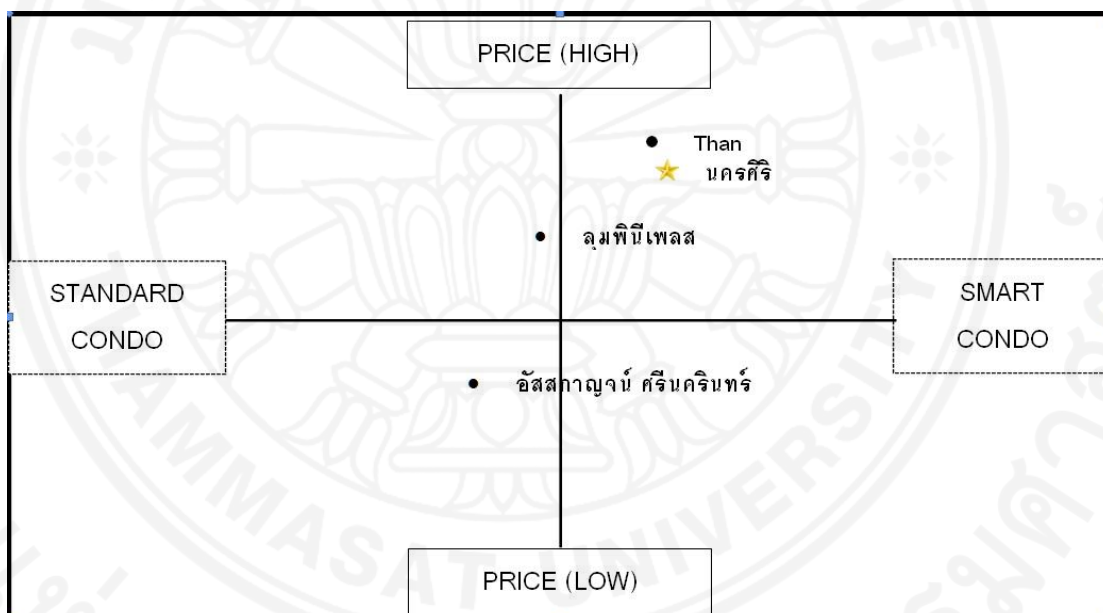 PRICE (HIGH)
Than
นครศิริ
ลุมพินีเพลส
STANDARD
CONDO
SMART
CONDO
อัสสกาญจน์ ศรีนครินทร์
THAMMASAT UNIVERSITY
PRICE (LOW)